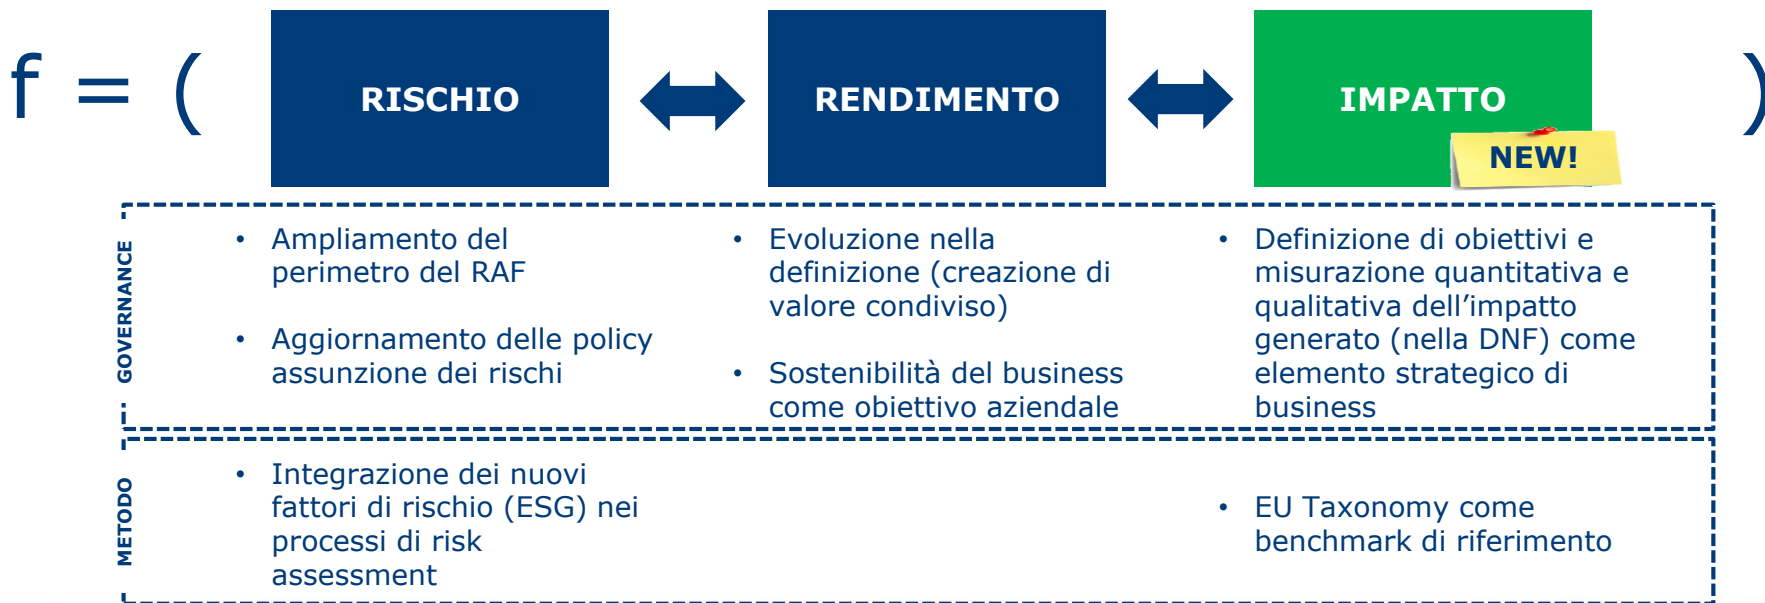 f = ( RISCHIO RENDIMENTO IMPATTO )
NEW!
GOVERNANCE
• Ampliamento del
perimetro del RAF
• Aggiornamento delle policy
assunzione dei rischi
• Evoluzione nella
definizione (creazione di
valore condiviso)
• Sostenibilità del business
come obiettivo aziendale
• Definizione di obiettivi e
misurazione quantitativa e
qualitativa dell’impatto
generato (nella DNF) come
elemento strategico di
business
METODO
• Integrazione dei nuovi
fattori di rischio (ESG) nei
processi di risk
assessment
• EU Taxonomy come
benchmark di riferimento